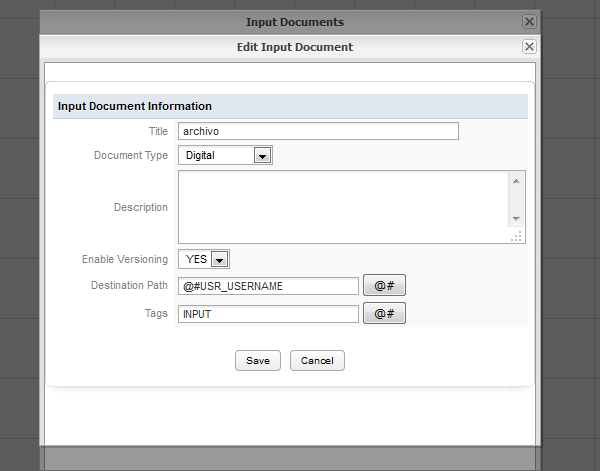 Input Documents
Edit Input Document
Input Document Information
Title archivo
Document Type Digital
Description
Enable Versioning YES
Destination Path @#USR_USERNAME @#
Tags INPUT @#
Save Cancel